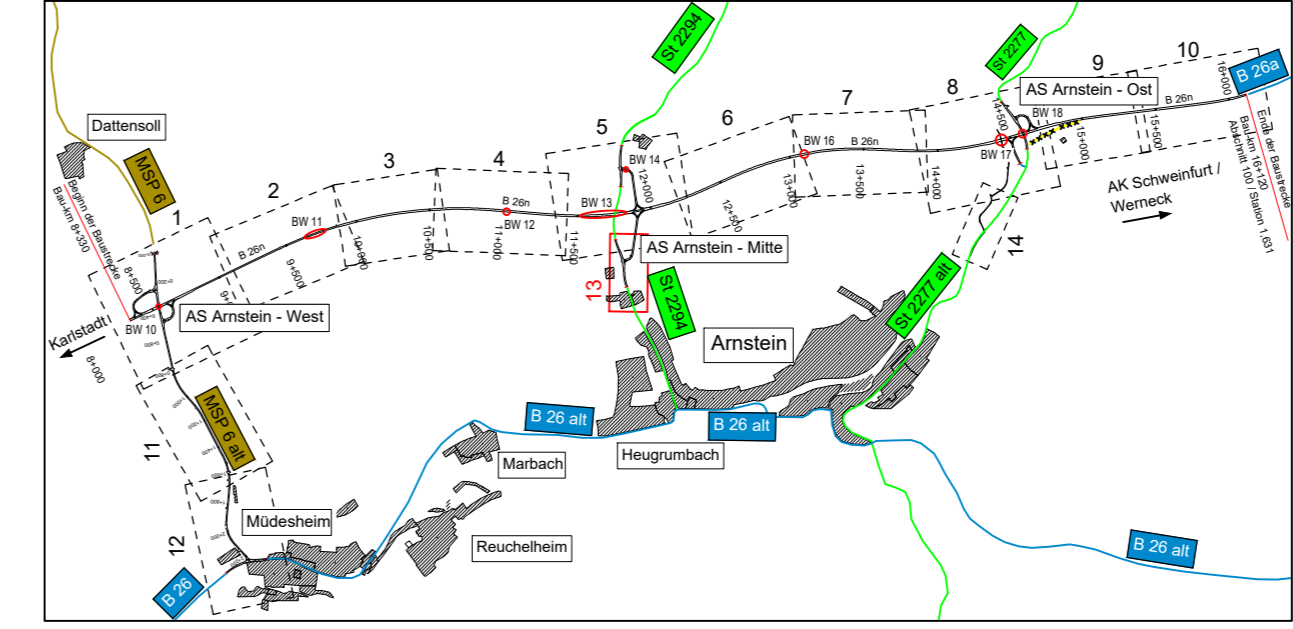 St 2294
St 2277
9
10
B 26a
AS Arnstein - Ost
8
16+000
Ende der Baustrecke
Bau-km 16+120
Abschnitt 100 / Station 1,631
7
6
5
BW 18
B 26n
14+500
15+000
15+500
BW 17
Dattensoll
MSP 6
4
3
2
1
BW 14
12+000
BW 16
B 26n
13+000
13+500
14+000
AK Schweinfurt /
Werneck
Beginn der Baustrecke
Bau-km 8+330
B 26n
BW 11
B 26n
BW 12
BW 13
12+500
8+500
9+500
10+000
10+500
11+000
11+500
AS Arnstein - Mitte
14
13
St 2294
St 2277 alt
AS Arnstein - West
BW 10
Karlstadt
8+000
Arnstein
MSP 6 alt
11
B 26 alt
B 26 alt
Heugrumbach
Marbach
Müdesheim
12
Reuchelheim
B 26 alt
B 26